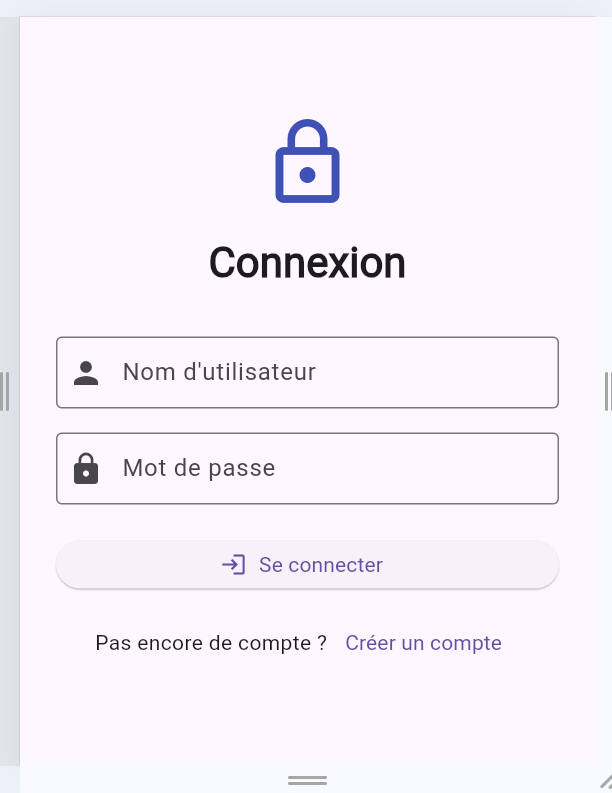 Connexion
Nom d'utilisateur
Mot de passe
Se connecter
Pas encore de compte ? Créer un compte